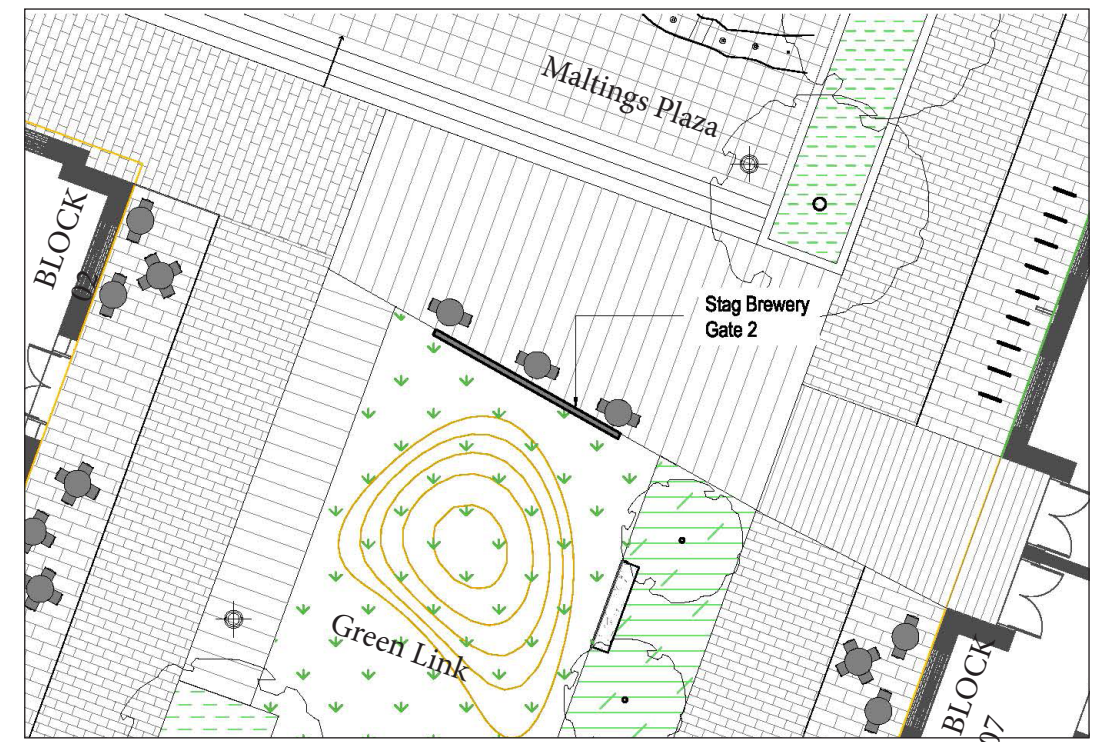 Maltings Plaza
BLOCK
02
Stag Brewery
Gate 2
Green Link
BLOCK
07